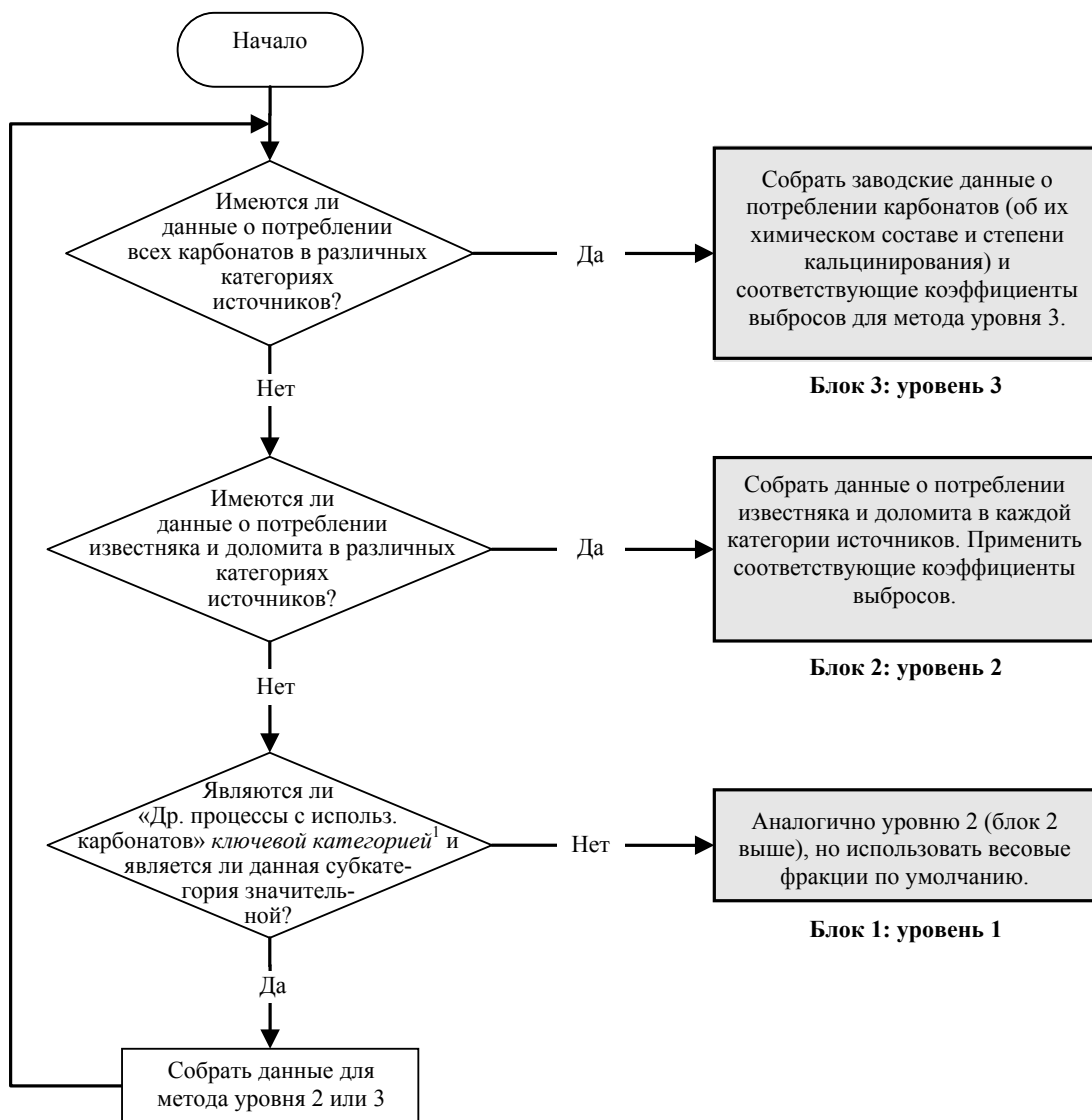 Начало
Имеются ли
данные о потреблении
всех карбонатов в различных
категориях
источников?
Да
Собрать заводские данные о
потреблении карбонатов (об их
химическом составе и степени
кальцинирования) и
соответствующие коэффициенты
выбросов для метода уровня 3.
Блок 3: уровень 3
Нет
Имеются ли
данные о потреблении
известняка и доломита в различных
категориях
источников?
Да
Собрать данные о потреблении
известняка и доломита в каждой
категории источников. Применить
соответствующие коэффициенты
выбросов.
Блок 2: уровень 2
Нет
Являются ли
«Др. процессы с использ.
карбонатов» ключевой категорией¹ и
является ли данная субкате-
гория значитель-
ной?
Нет
Аналогично уровню 2 (блок 2
выше), но использовать весовые
фракции по умолчанию.
Блок 1: уровень 1
Да
Собрать данные для
метода уровня 2 или 3